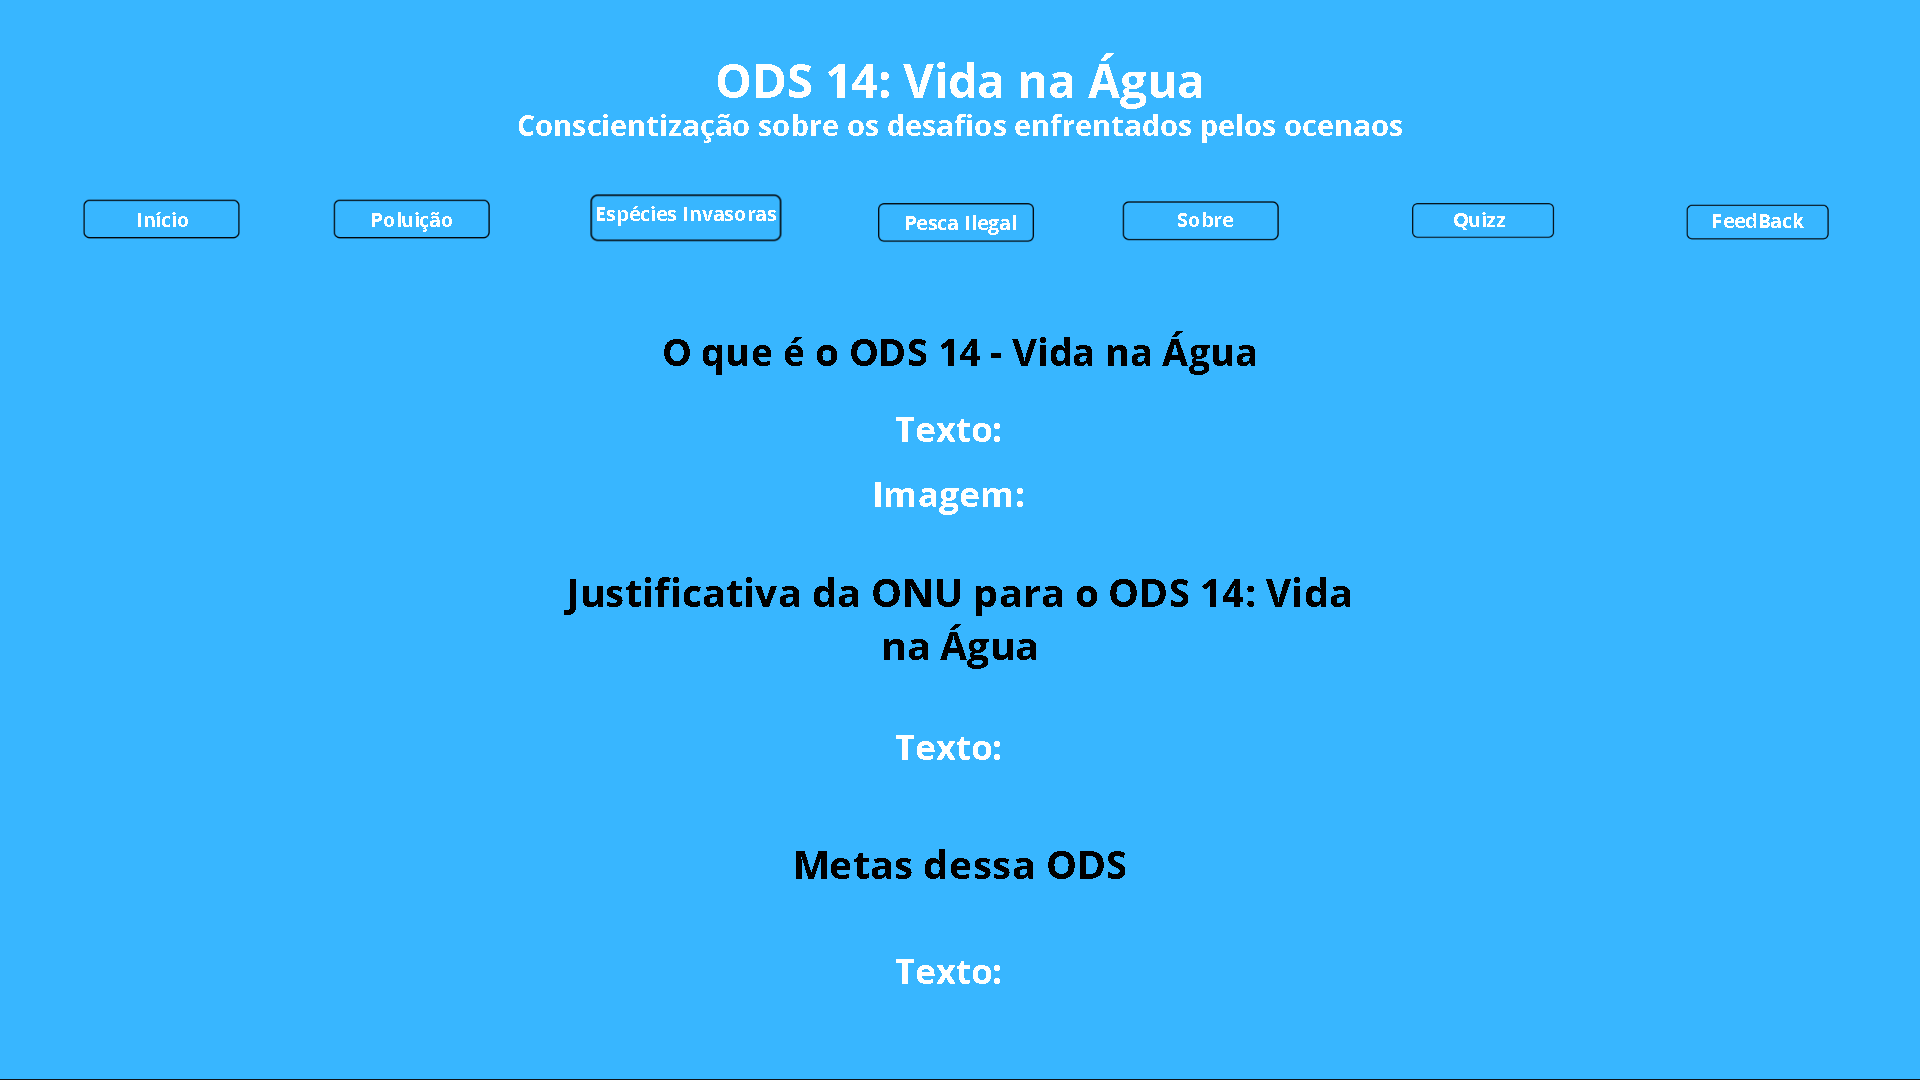 ODS 14: Vida na Água
Conscientização sobre os desafios enfrentados pelos ocenaos
Início
Poluição
Espécies Invasoras
Pesca Ilegal
Sobre
Quizz
FeedBack
O que é o ODS 14 - Vida na Água
Texto:
Imagem:
Justificativa da ONU para o ODS 14: Vida
na Água
Texto:
Metas dessa ODS
Texto: